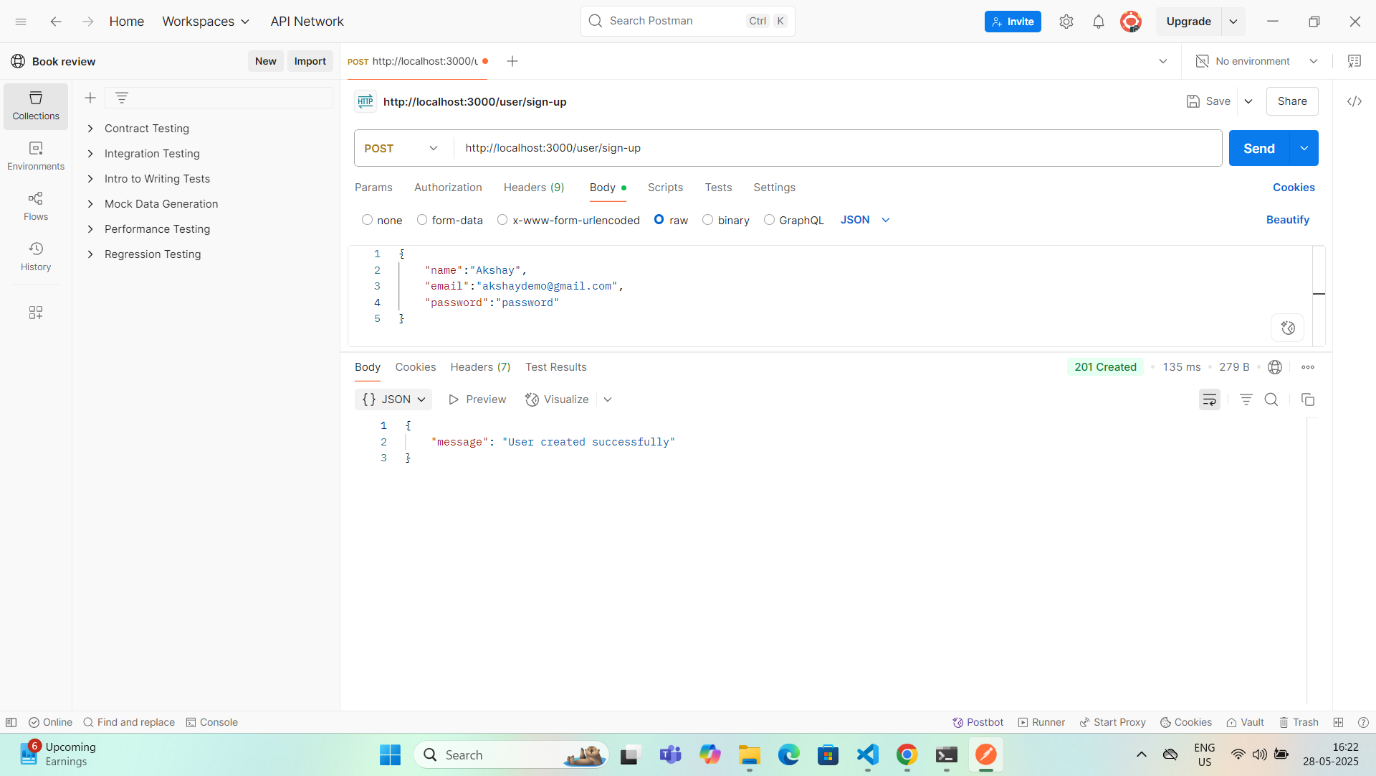 Home Workspaces API Network Search Postman Ctrl K Invite Upgrade
Book review New Import POST http://localhost:3000/u No environment
HTTP http://localhost:3000/user/sign-up Save Share
Collections
Environments
Flows
History
Contract Testing
Integration Testing
Intro to Writing Tests
Mock Data Generation
Performance Testing
Regression Testing
POST http://localhost:3000/user/sign-up Send
Params Authorization Headers (9) Body Scripts Tests Settings Cookies
none form-data x-www-form-urlencoded raw binary GraphQL JSON Beautify
1 {
2 "name":"Akshay",
3 "email":"akshaydemo@gmail.com",
4 "password":"password"
5 }
Body Cookies Headers (7) Test Results 201 Created 135 ms 279 B
{} JSON Preview Visualize
1 {
2 "message": "User created successfully"
3 }
Online Find and replace Console Postbot Runner Start Proxy Cookies Vault Trash
6 Upcoming
Earnings
Search
ENG
US
16:22
28-05-2025